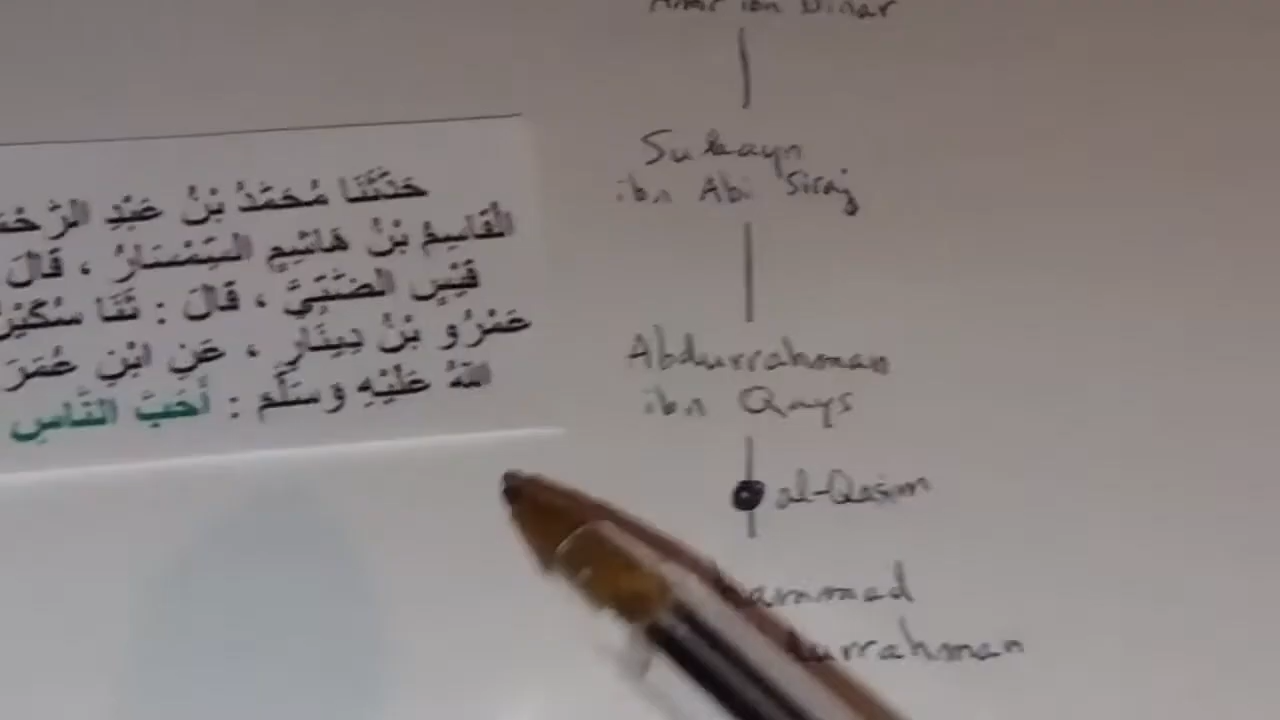 حَدَّثَنَا مُحَمَّدُ بْنُ عَبْدِ
الْقَاسِمُ بْنُ هَاشِمٍ السِّمْسَارُ ، قَالَ
قَيْسٍ الضَّبِّيُّ ، قَالَ : ثَنَا
عَمْرُو بْنُ دِينَارٍ ، عَنِ ابْنِ عُمَرَ
اللَّهُ عَلَيْهِ وَسَلَّمَ : أَحَبُّ النَّاسِ
Amr ibn Dinar
Sukayn
ibn Abi Siraj
Abdurrahman
ibn Qays
al-Qasim